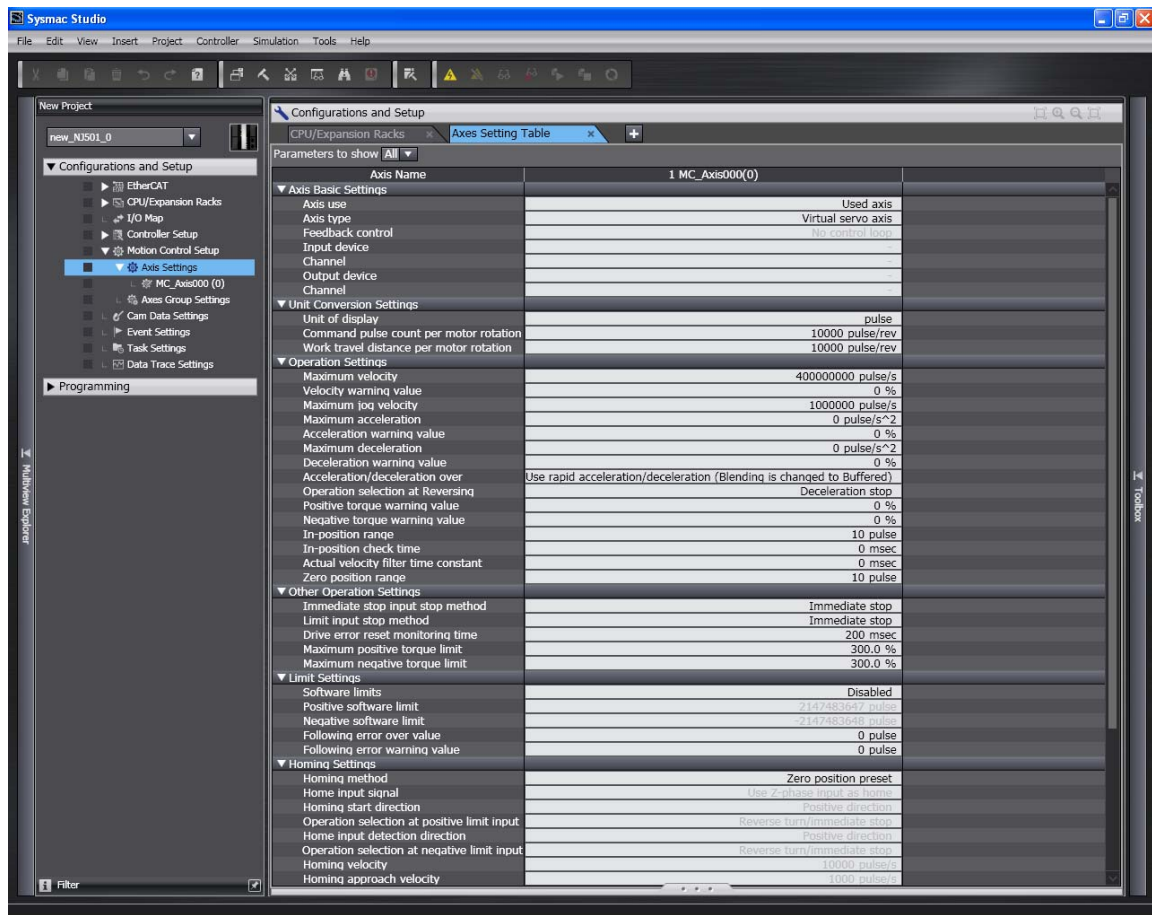 Sysmac Studio
File Edit View Insert Project Controller Simulation Tools Help
New Project
new_NJ501_0
Configurations and Setup
EtherCAT
CPU/Expansion Racks
I/O Map
Controller Setup
Motion Control Setup
Axis Settings
MC_Axis000 (0)
Axes Group Settings
Cam Data Settings
Event Settings
Task Settings
Data Trace Settings
Programming
Filter
Multiview Explorer
Configurations and Setup
CPU/Expansion Racks Axes Setting Table
Parameters to show All
Axis Name 1 MC_Axis000(0)
Axis Basic Settings
Axis use Used axis
Axis type Virtual servo axis
Feedback control No control loop
Input device -
Channel -
Output device -
Channel -
Unit Conversion Settings
Unit of display pulse
Command pulse count per motor rotation 10000 pulse/rev
Work travel distance per motor rotation 10000 pulse/rev
Operation Settings
Maximum velocity 400000000 pulse/s
Velocity warning value 0 %
Maximum jog velocity 1000000 pulse/s
Maximum acceleration 0 pulse/s^2
Acceleration warning value 0 %
Maximum deceleration 0 pulse/s^2
Deceleration warning value 0 %
Acceleration/deceleration over Use rapid acceleration/deceleration (Blending is changed to Buffered)
Operation selection at Reversing Deceleration stop
Positive torque warning value 0 %
Negative torque warning value 0 %
In-position range 10 pulse
In-position check time 0 msec
Actual velocity filter time constant 0 msec
Zero position range 10 pulse
Other Operation Settings
Immediate stop input stop method Immediate stop
Limit input stop method Immediate stop
Drive error reset monitoring time 200 msec
Maximum positive torque limit 300.0 %
Maximum negative torque limit 300.0 %
Limit Settings
Software limits Disabled
Positive software limit 2147483647 pulse
Negative software limit -2147483648 pulse
Following error over value 0 pulse
Following error warning value 0 pulse
Homing Settings
Homing method Zero position preset
Home input signal Use Z-phase input as home
Homing start direction Positive direction
Operation selection at positive limit input Reverse turn/immediate stop
Home input detection direction Positive direction
Operation selection at negative limit input Reverse turn/immediate stop
Homing velocity 10000 pulse/s
Homing approach velocity 1000 pulse/s
Toolbox